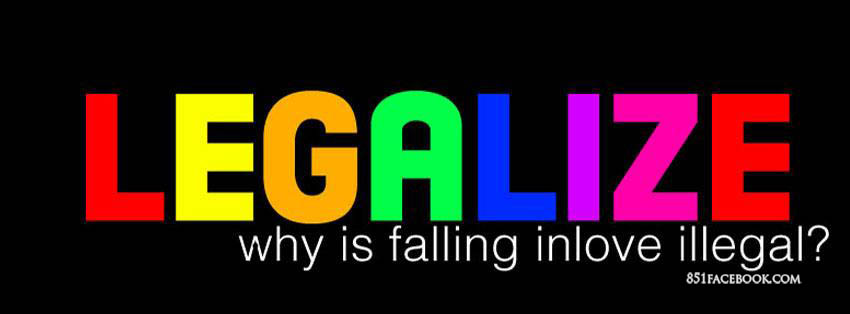 LEGALIZE
why is falling inlove illegal?
851FACEBOOK.COM